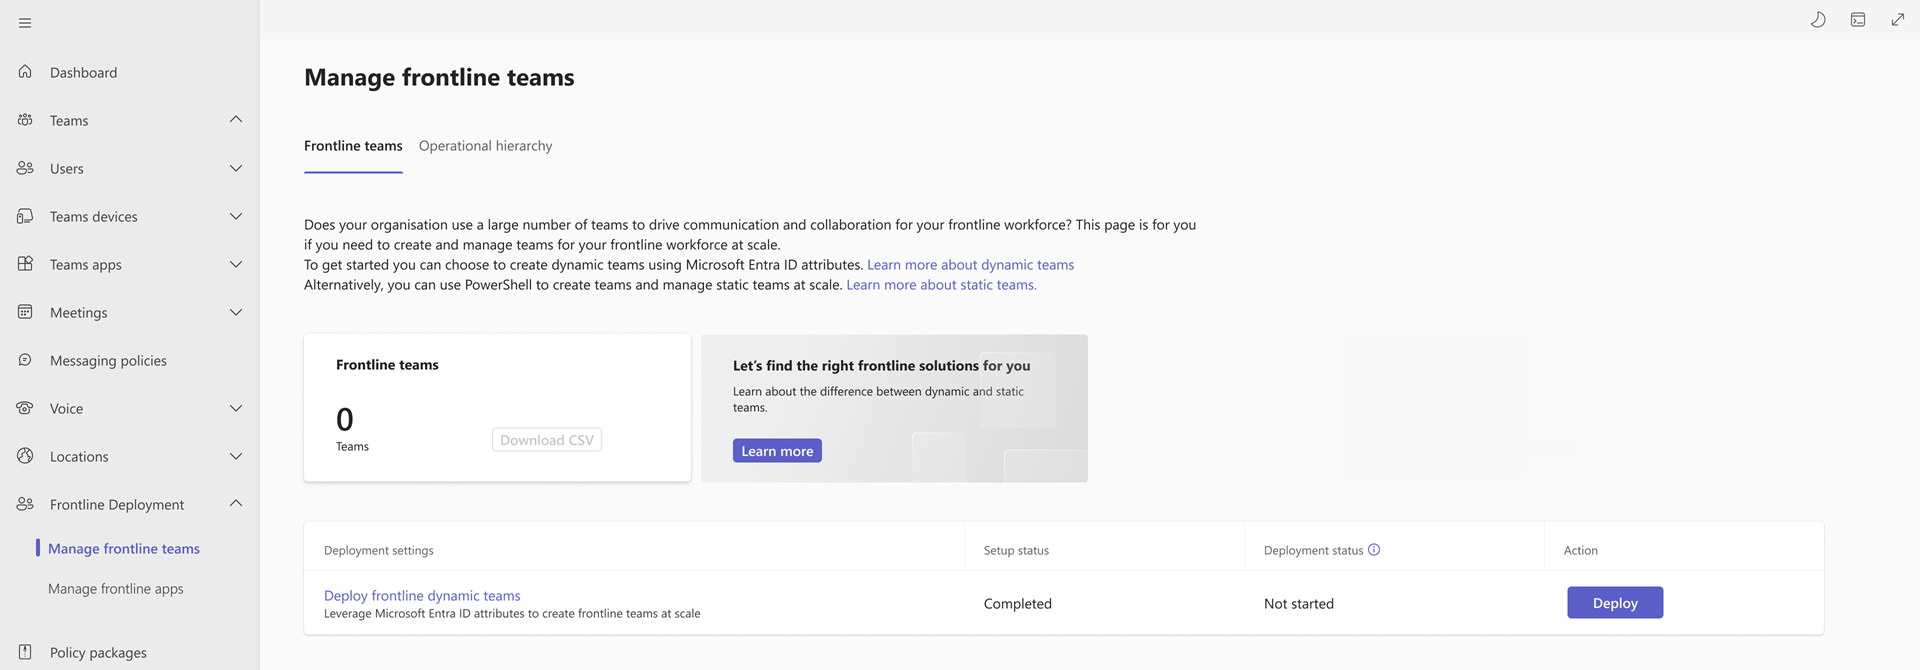 Dashboard
Teams
Users
Teams devices
Teams apps
Meetings
Messaging policies
Voice
Locations
Frontline Deployment
Manage frontline teams
Manage frontline apps
Policy packages
Manage frontline teams
Frontline teams Operational hierarchy
Does your organisation use a large number of teams to drive communication and collaboration for your frontline workforce? This page is for you
if you need to create and manage teams for your frontline workforce at scale.
To get started you can choose to create dynamic teams using Microsoft Entra ID attributes. Learn more about dynamic teams
Alternatively, you can use PowerShell to create teams and manage static teams at scale. Learn more about static teams.
Frontline teams
0
Teams
Download CSV
Let's find the right frontline solutions for you
Learn about the difference between dynamic and static
teams.
Learn more
Deployment settings Setup status Deployment status Action
Deploy frontline dynamic teams
Leverage Microsoft Entra ID attributes to create frontline teams at scale
Completed Not started Deploy